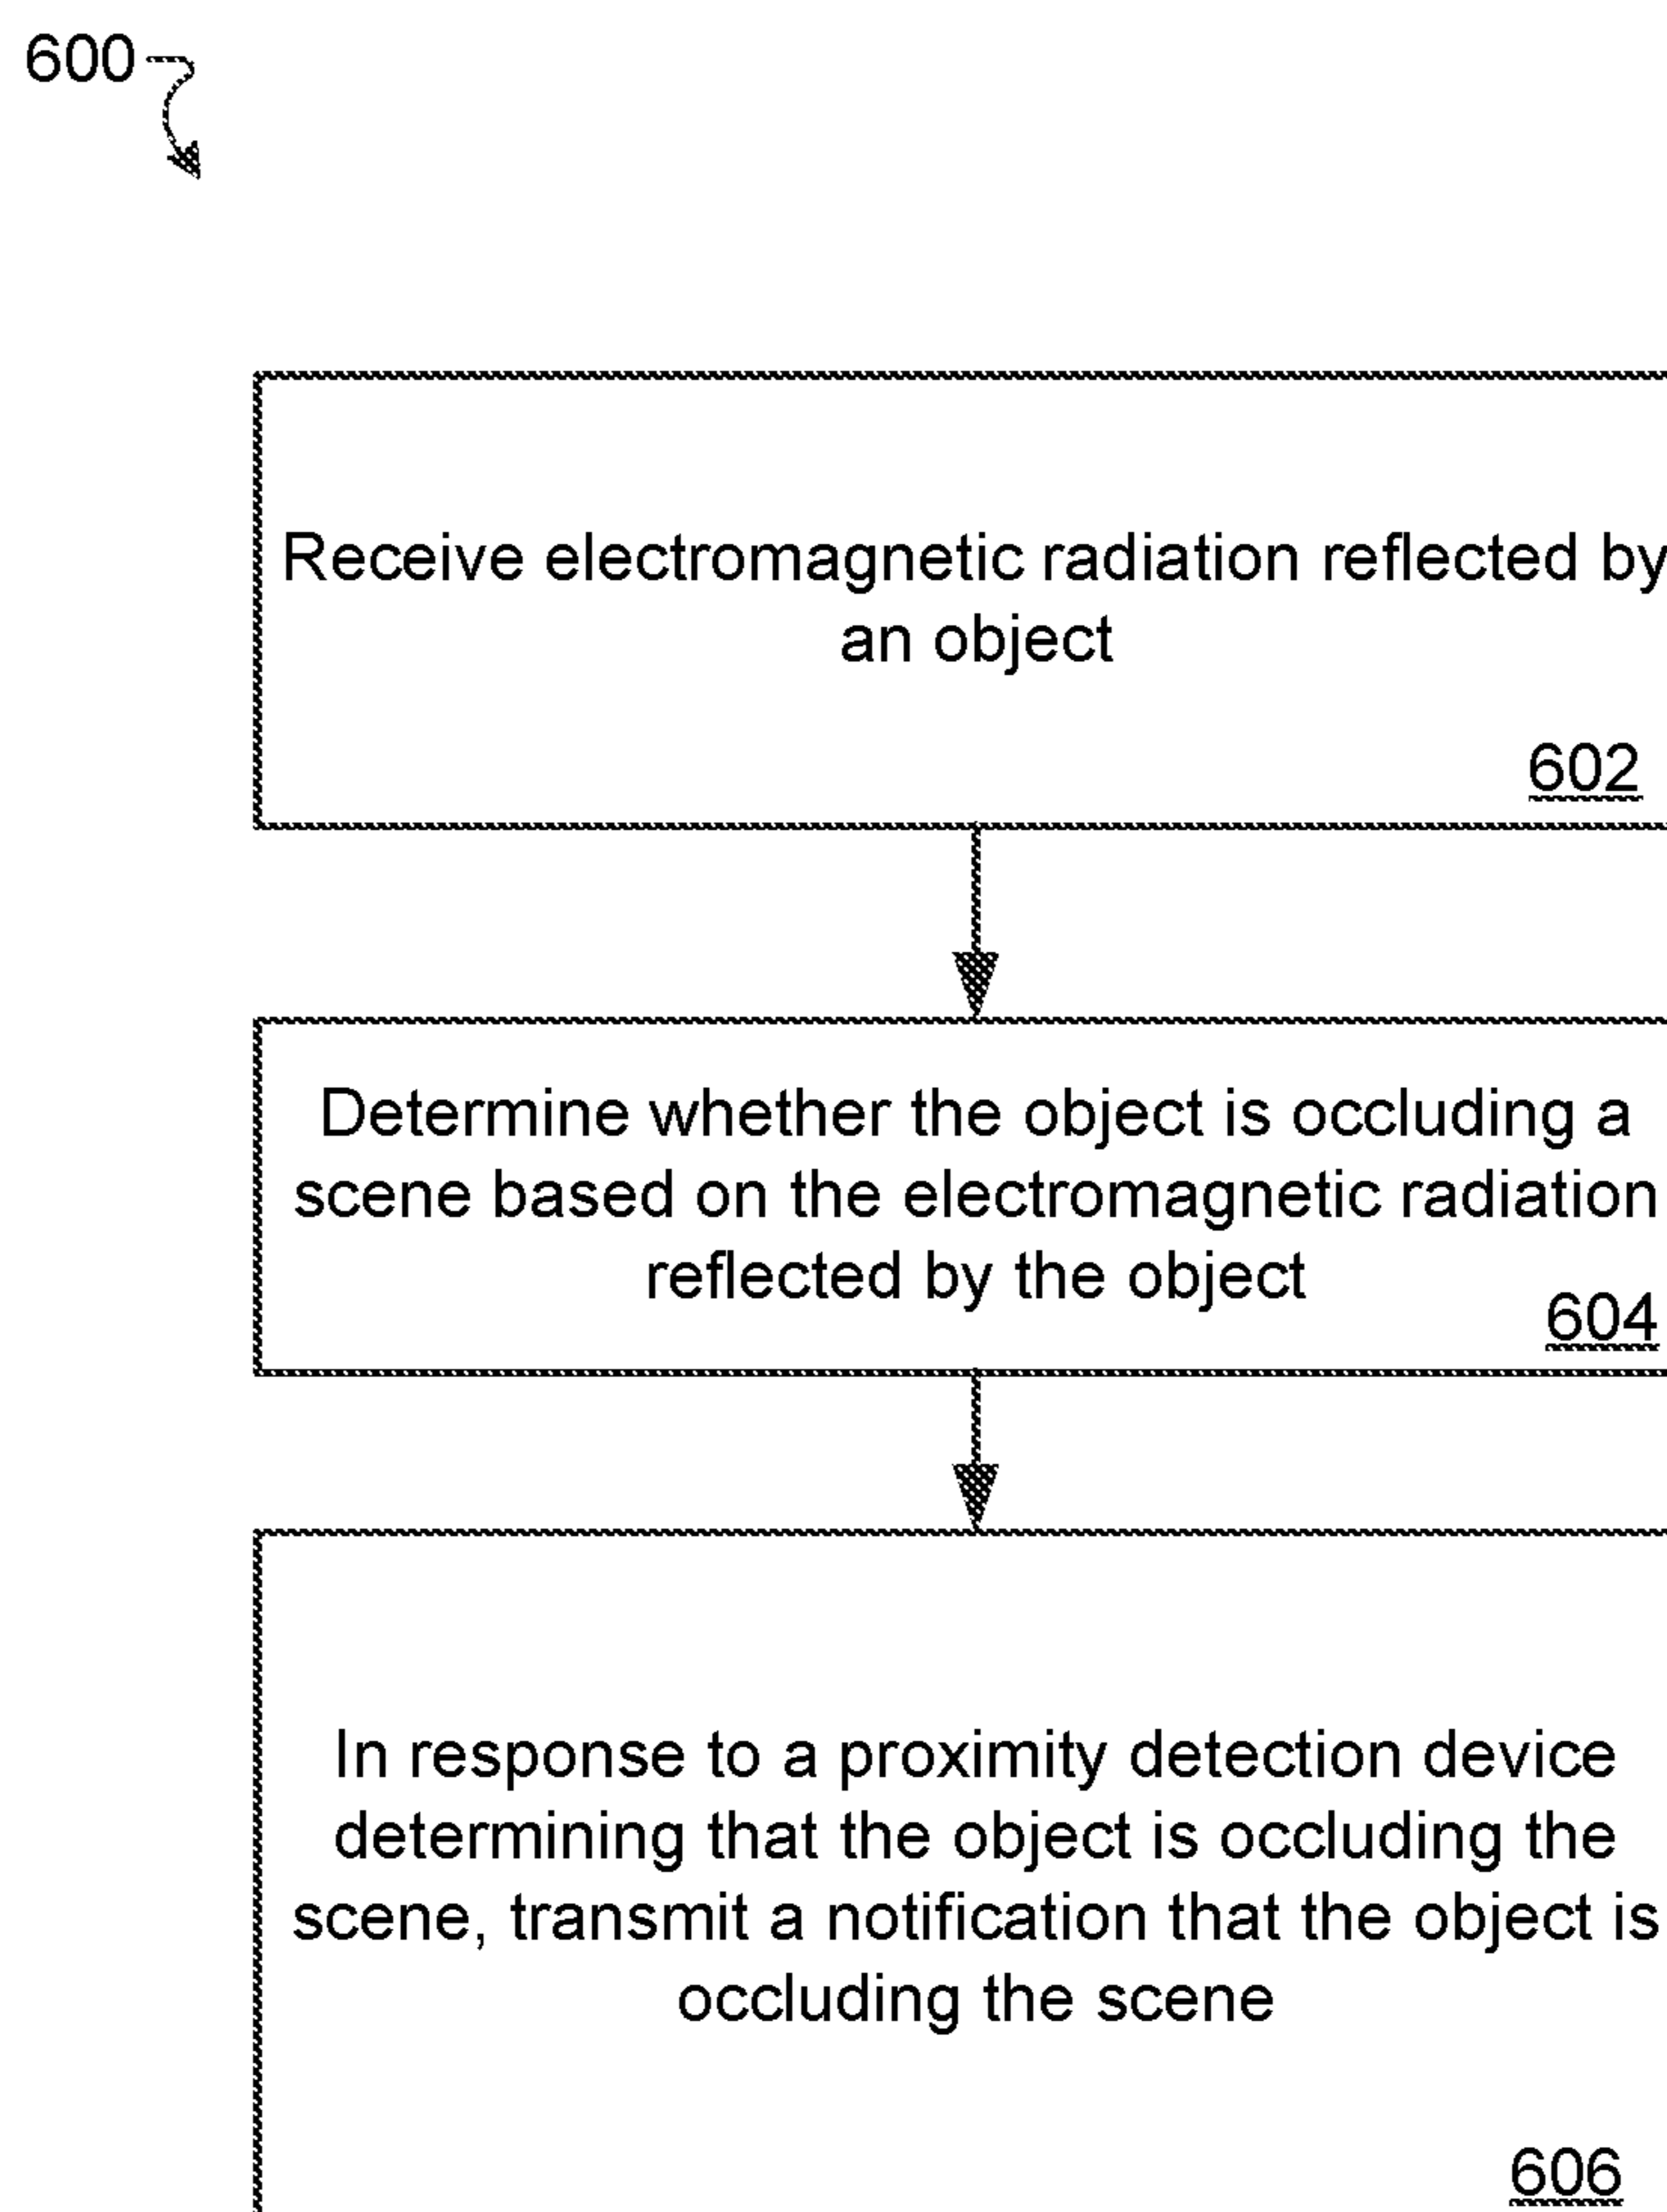 600
Receive electromagnetic radiation reflected by
an object
602
Determine whether the object is occluding a
scene based on the electromagnetic radiation
reflected by the object
604
In response to a proximity detection device
determining that the object is occluding the
scene, transmit a notification that the object is
occluding the scene
606